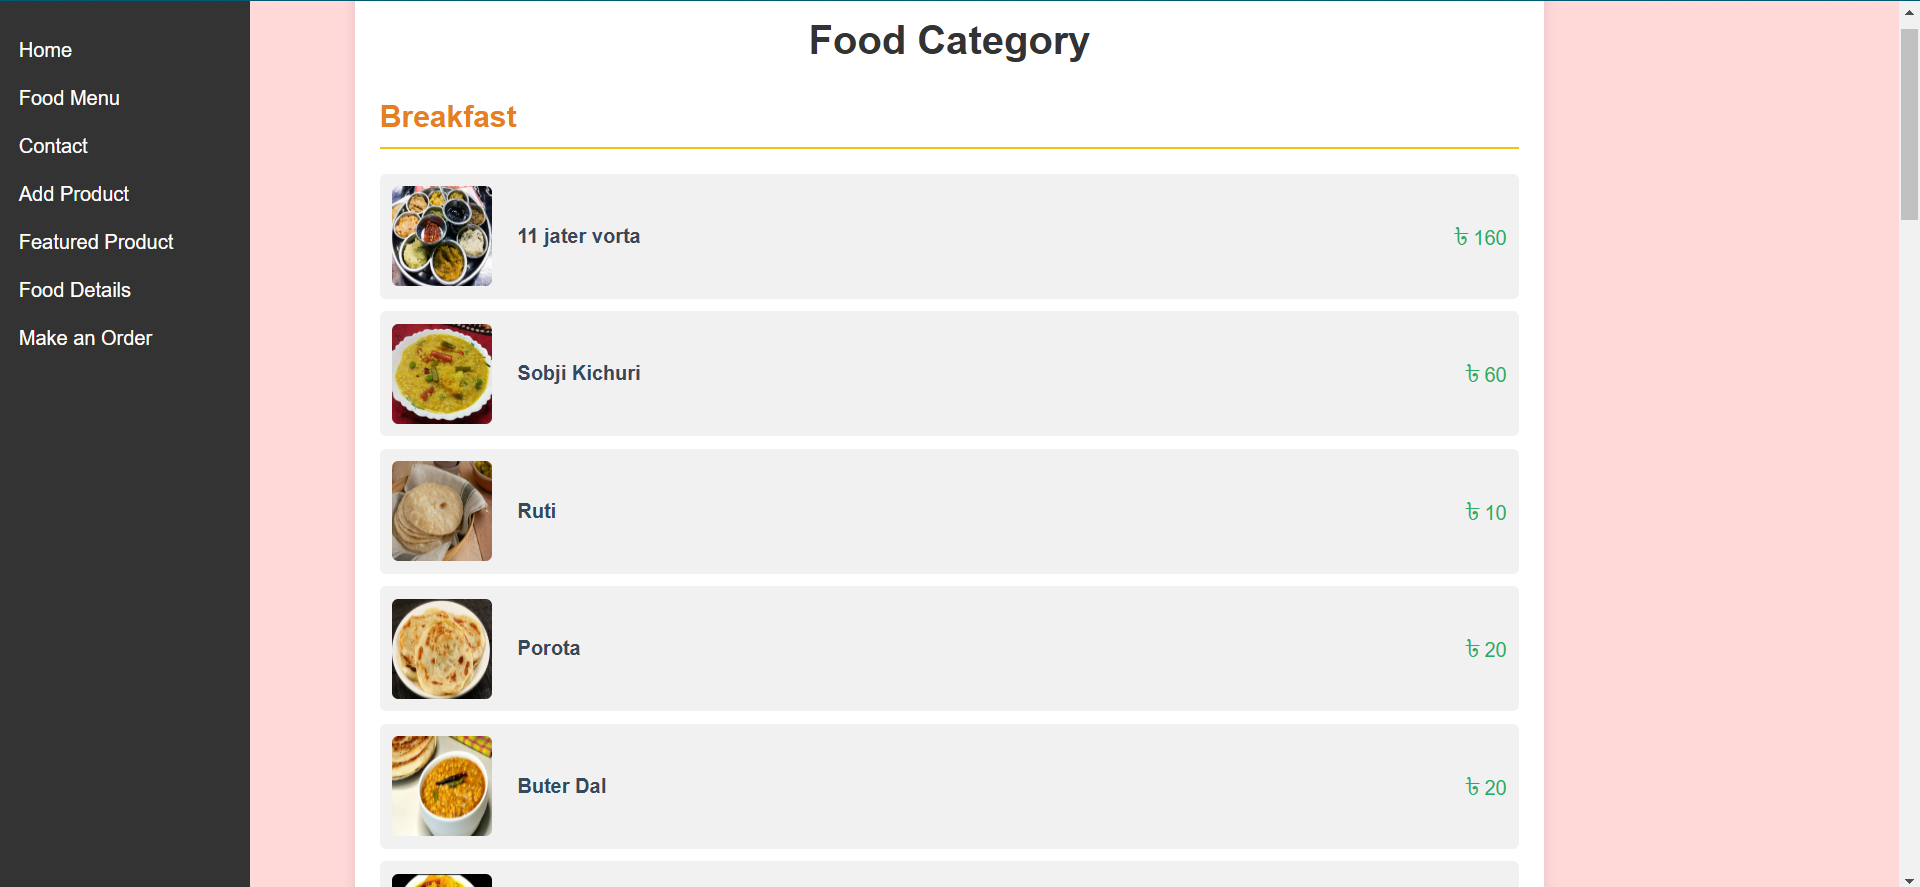 Home
Food Menu
Contact
Add Product
Featured Product
Food Details
Make an Order
Food Category
Breakfast
11 jater vorta
৳ 160
Sobji Kichuri
৳ 60
Ruti
৳ 10
Porota
৳ 20
Buter Dal
৳ 20